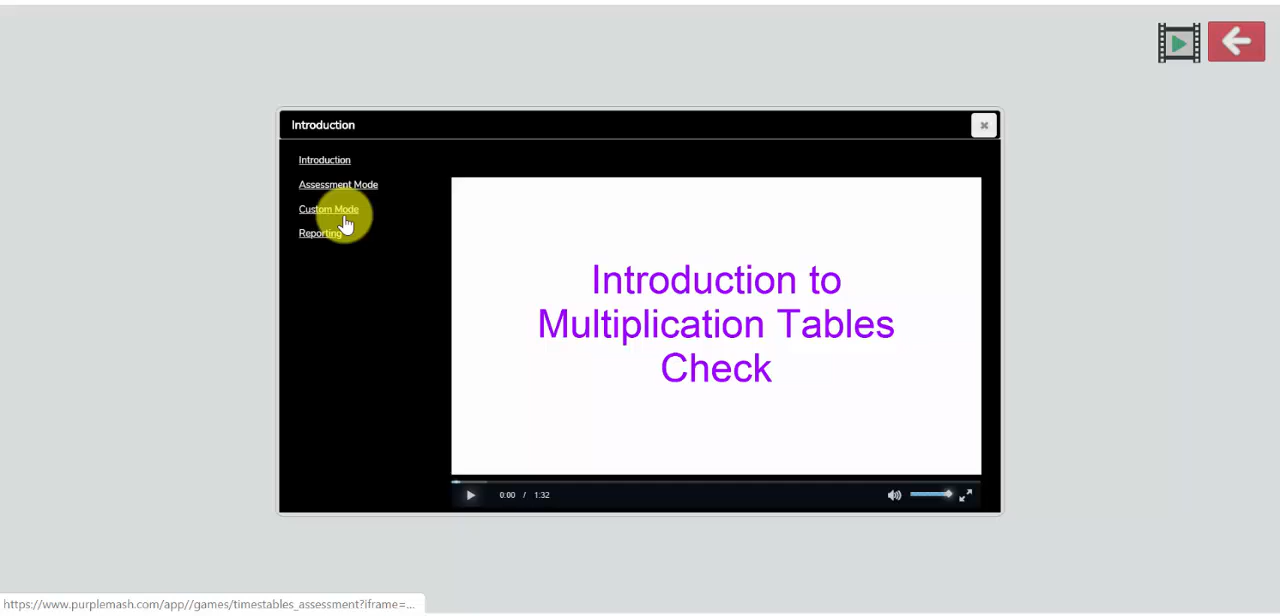 Introduction
Introduction
Assessment Mode
Custom Mode
Reporting
Introduction to
Multiplication Tables
Check
0:00 / 1:32
https://www.purplemash.com/app//games/timestables_assessment?iframe=...